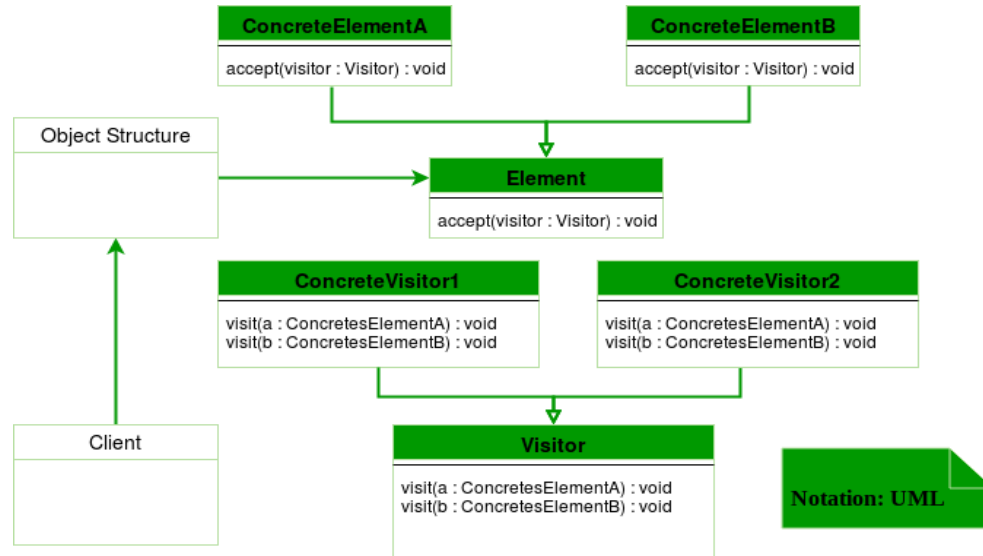 ConcreteElementA
accept(visitor : Visitor) : void
ConcreteElementB
accept(visitor : Visitor) : void
Object Structure
Element
accept(visitor : Visitor) : void
ConcreteVisitor1
visit(a : ConcretesElementA) : void
visit(b : ConcretesElementB) : void
ConcreteVisitor2
visit(a : ConcretesElementA) : void
visit(b : ConcretesElementB) : void
Client
Visitor
visit(a : ConcretesElementA) : void
visit(b : ConcretesElementB) : void
Notation: UML